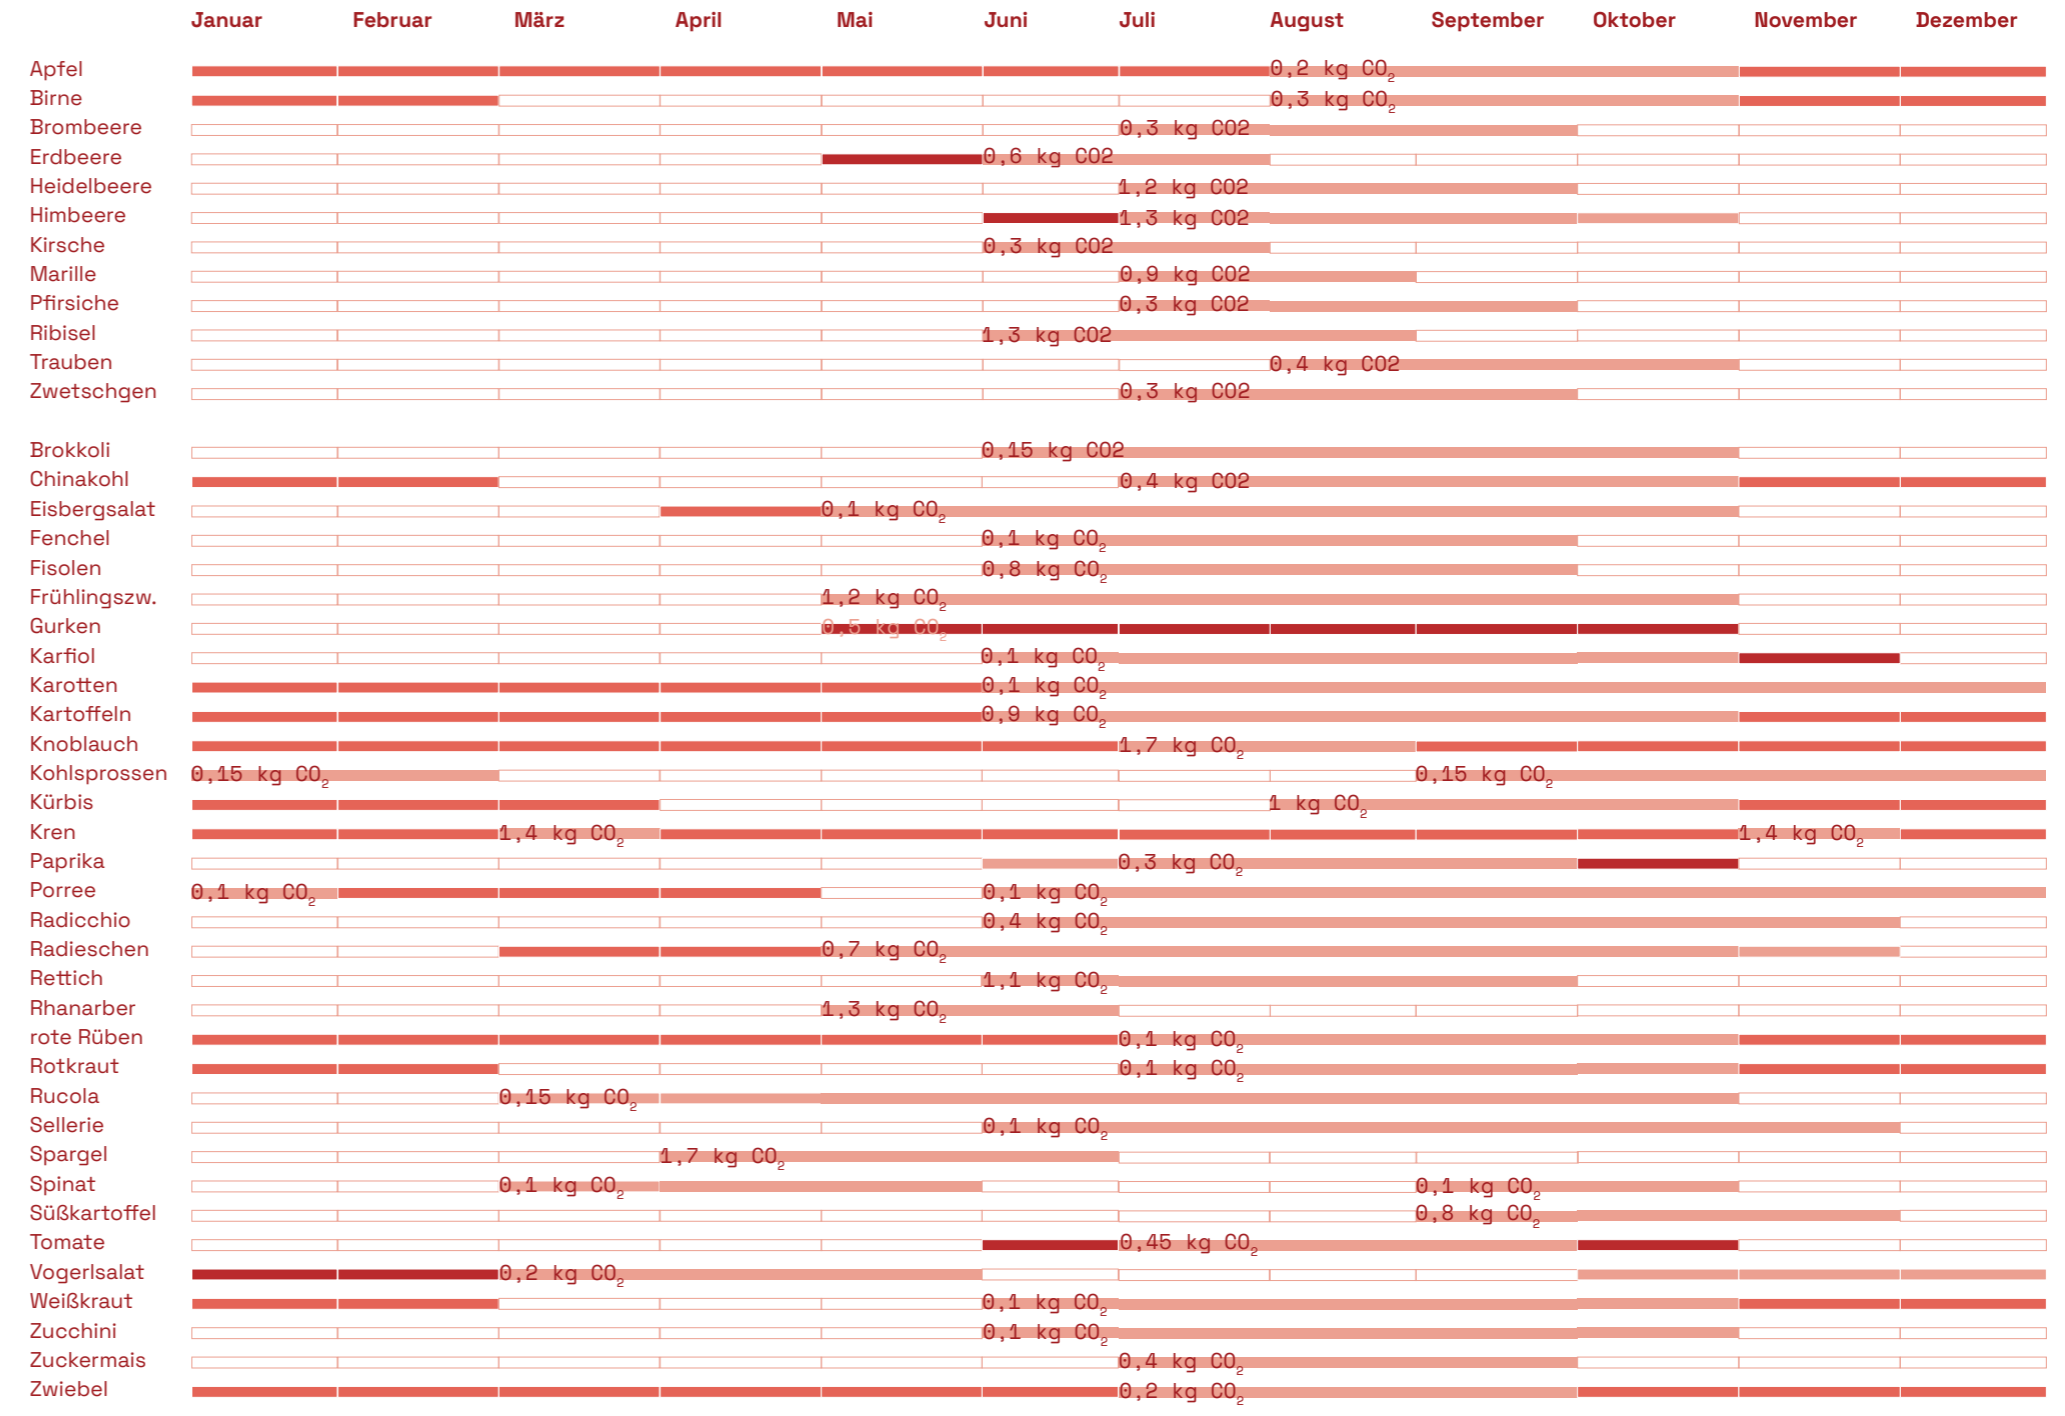 Januar Februar März April Mai Juni Juli August September Oktober November Dezember
Apfel 0,2 kg CO₂
Birne 0,3 kg CO₂
Brombeere 0,3 kg CO2
Erdbeere 0,6 kg CO2
Heidelbeere 1,2 kg CO2
Himbeere 1,3 kg CO2
Kirsche 0,3 kg CO2
Marille 0,9 kg CO2
Pfirsiche 0,3 kg CO2
Ribisel 1,3 kg CO2
Trauben 0,4 kg CO2
Zwetschgen 0,3 kg CO2
Brokkoli 0,15 kg CO2
Chinakohl 0,4 kg CO2
Eisbergsalat 0,1 kg CO₂
Fenchel 0,1 kg CO₂
Fisolen 0,8 kg CO₂
Frühlingszw. 1,2 kg CO₂
Gurken 0,5 kg CO₂
Karfiol 0,1 kg CO₂
Karotten 0,1 kg CO₂
Kartoffeln 0,9 kg CO₂
Knoblauch 1,7 kg CO₂
Kohlsprossen 0,15 kg CO₂ 0,15 kg CO₂
Kürbis 1 kg CO₂
Kren 1,4 kg CO₂ 1,4 kg CO₂
Paprika 0,3 kg CO₂
Porree 0,1 kg CO₂ 0,1 kg CO₂
Radicchio 0,4 kg CO₂
Radieschen 0,7 kg CO₂
Rettich 1,1 kg CO₂
Rhanarber 1,3 kg CO₂
rote Rüben 0,1 kg CO₂
Rotkraut 0,1 kg CO₂
Rucola 0,15 kg CO₂
Sellerie 0,1 kg CO₂
Spargel 1,7 kg CO₂
Spinat 0,1 kg CO₂ 0,1 kg CO₂
Süßkartoffel 0,8 kg CO₂
Tomate 0,45 kg CO₂
Vogerlsalat 0,2 kg CO₂
Weißkraut 0,1 kg CO₂
Zucchini 0,1 kg CO₂
Zuckermais 0,4 kg CO₂
Zwiebel 0,2 kg CO₂